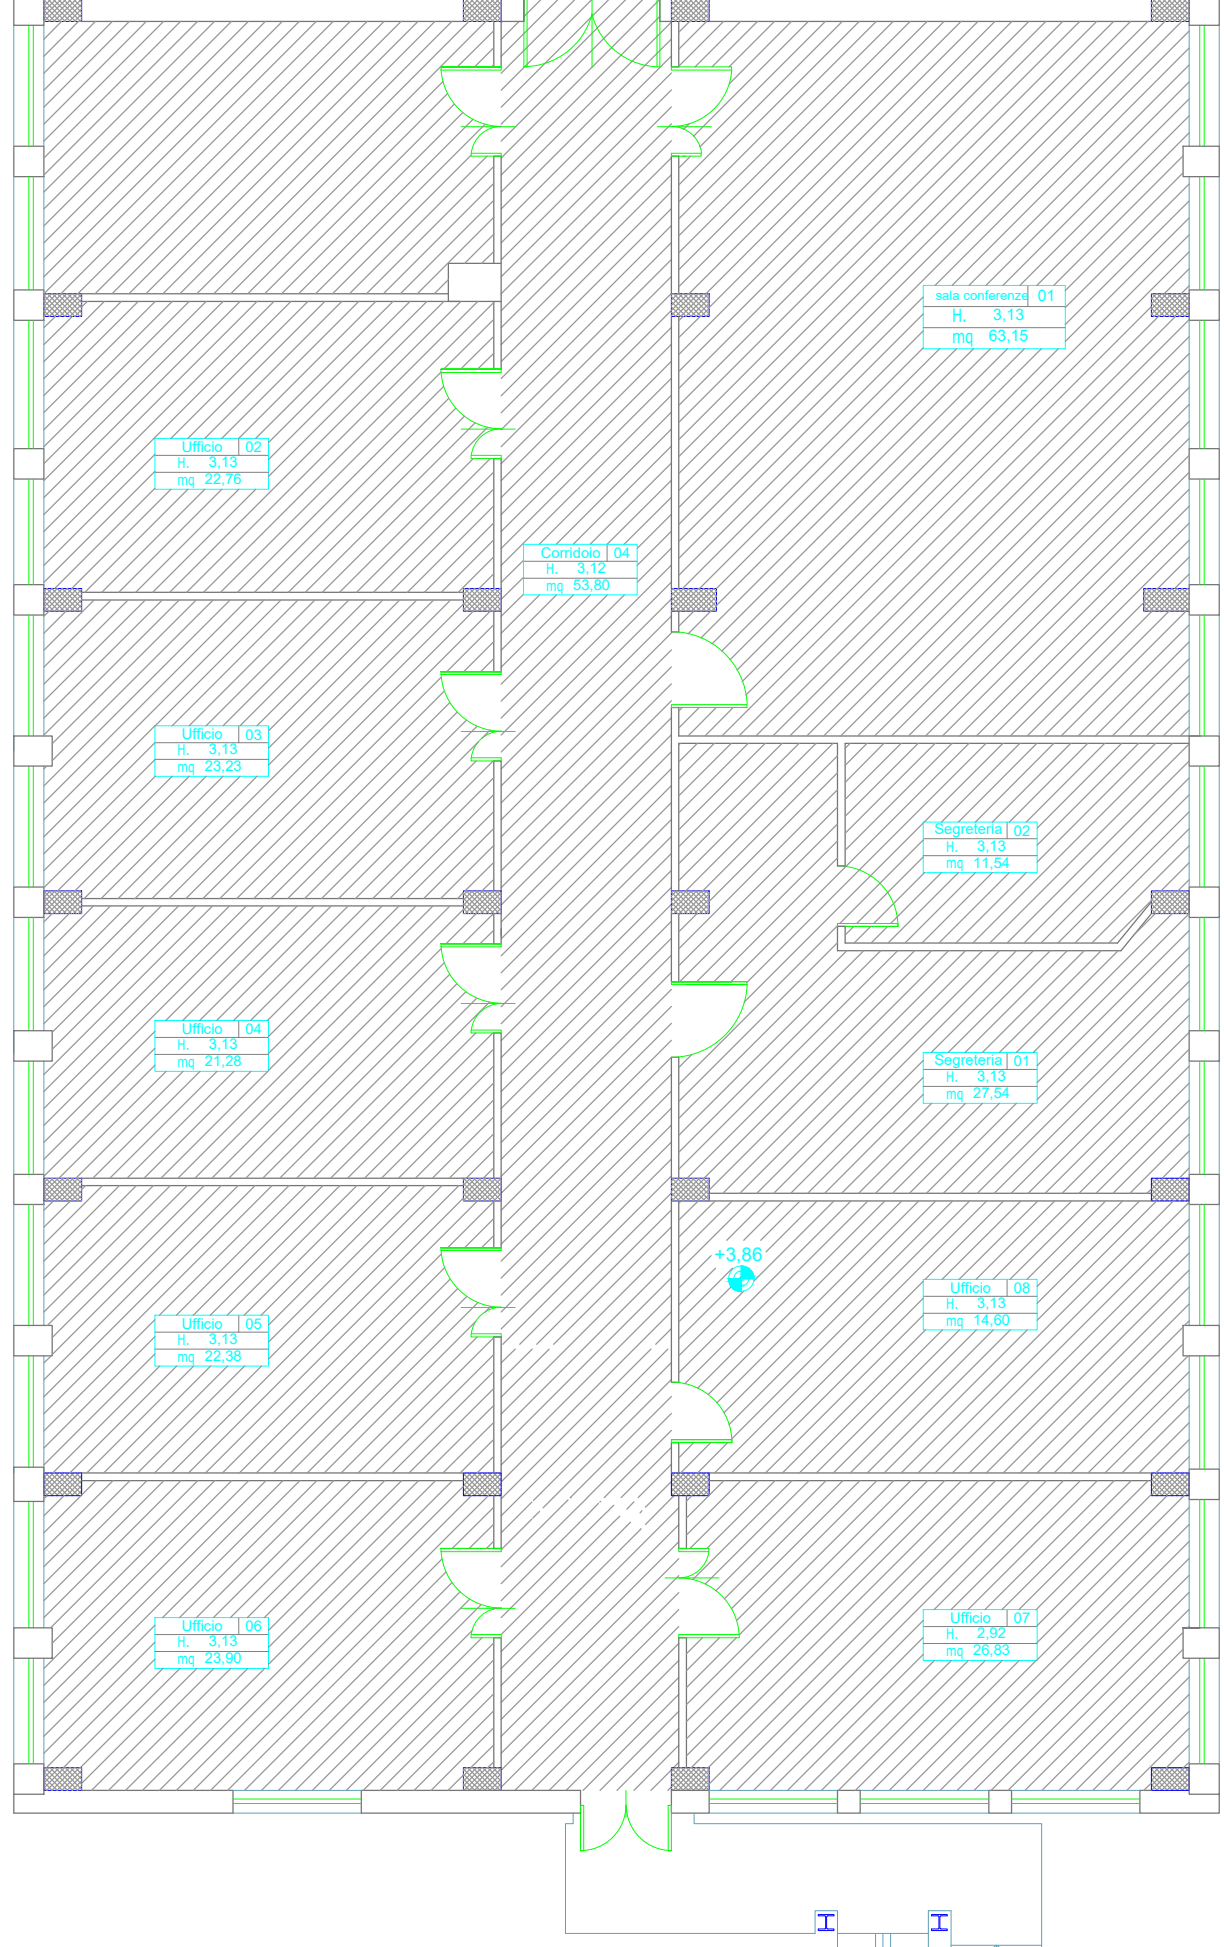 sala conferenze 01
H. 3,13
mq 63,15
Ufficio 02
H. 3,13
mq 22,76
Corridoio 04
H. 3,12
mq 53,80
Ufficio 03
H. 3,13
mq 23,23
Segreteria 02
H. 3,13
mq 11,54
Ufficio 04
H. 3,13
mq 21,28
Segreteria 01
H. 3,13
mq 27,54
+3,86
Ufficio 08
H. 3,13
mq 14,60
Ufficio 05
H. 3,13
mq 22,38
Ufficio 06
H. 3,13
mq 23,90
Ufficio 07
H. 2,92
mq 26,83